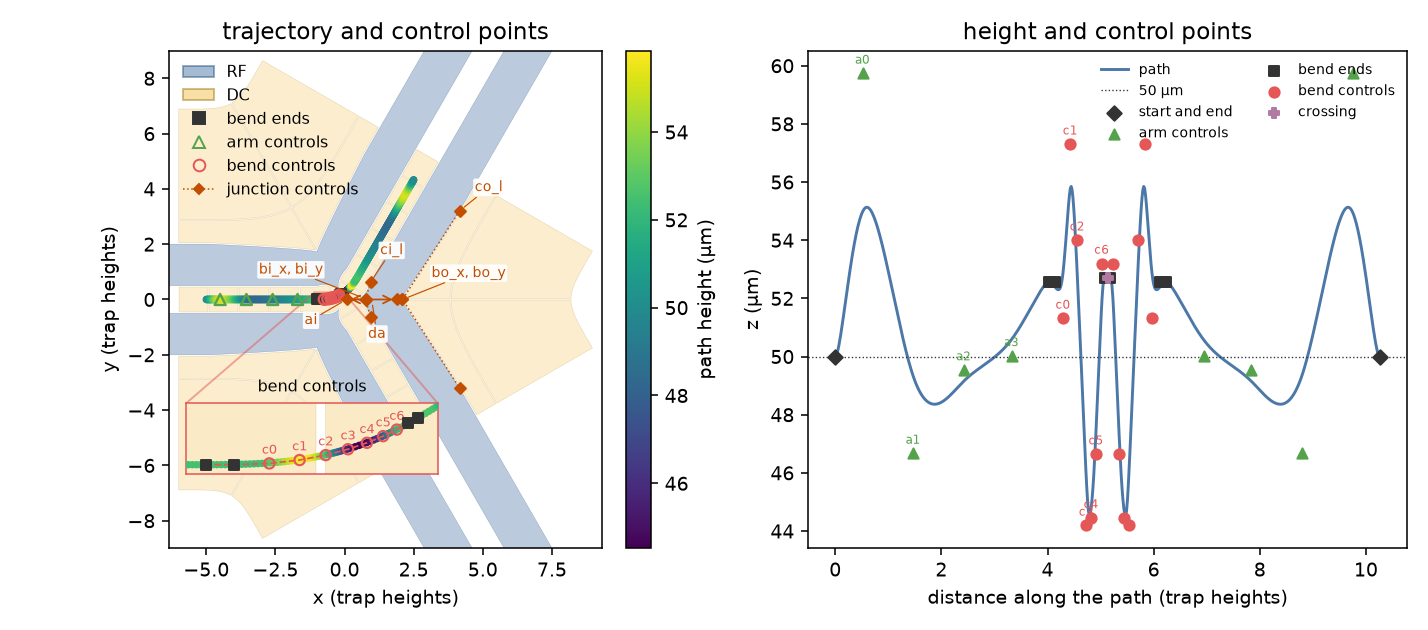 trajectory and control points
RF
DC
bend ends
arm controls
bend controls
junction controls
co_l
ci_l
bi_x, bi_y
bo_x, bo_y
ai
da
bend controls
c0
c1
c2
c3
c4
c5
c6
8
6
4
2
0
−2
−4
−6
−8
y (trap heights)
−5.0
−2.5
0.0
2.5
5.0
7.5
x (trap heights)
54
52
50
48
46
path height (μm)
height and control points
path
50 μm
start and end
arm controls
bend ends
bend controls
crossing
a0
c1
c2
c6
c0
a3
a2
a1
c5
c4
60
58
56
54
52
50
48
46
44
z (μm)
0
2
4
6
8
10
distance along the path (trap heights)